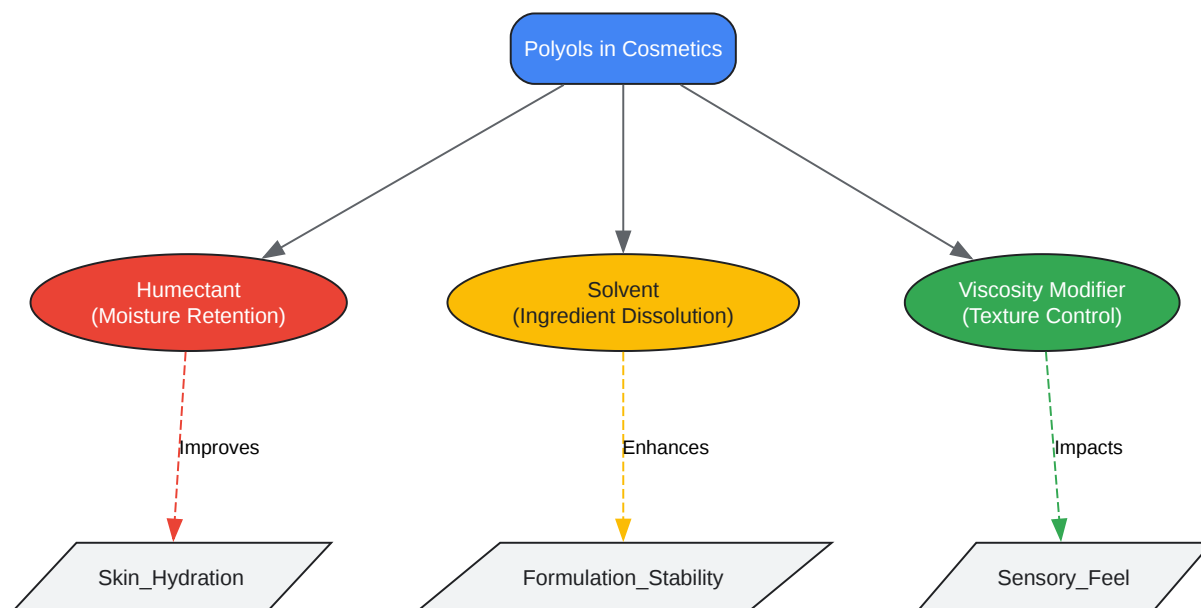 Polyols in Cosmetics
Humectant
(Moisture Retention)
Solvent
(Ingredient Dissolution)
Viscosity Modifier
(Texture Control)
Improves
Enhances
Impacts
Skin_Hydration
Formulation_Stability
Sensory_Feel